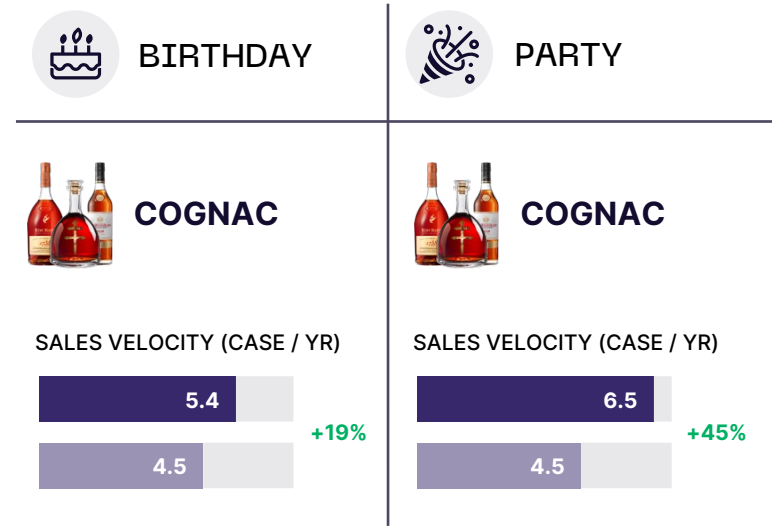 BIRTHDAY
PARTY
COGNAC
COGNAC
SALES VELOCITY (CASE / YR)
5.4
4.5
+19%
SALES VELOCITY (CASE / YR)
6.5
4.5
+45%